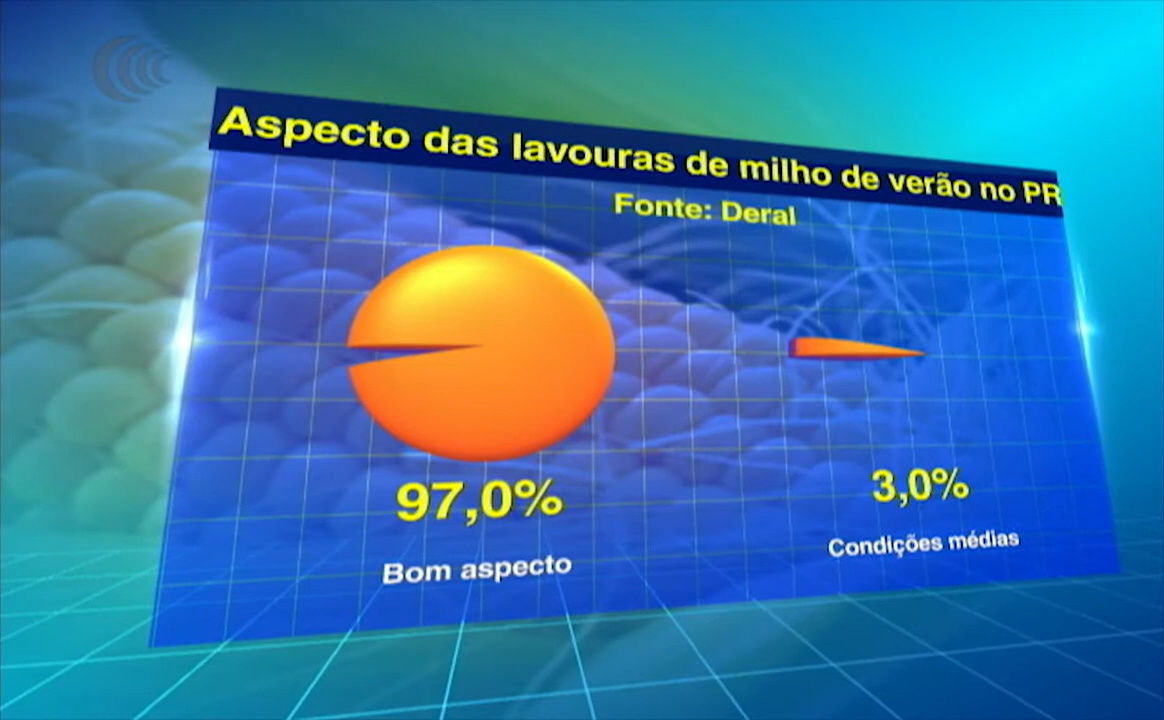 Aspecto das lavouras de milho de verão no PR
Fonte: Deral
97,0%
3,0%
Bom aspecto
Condições médias